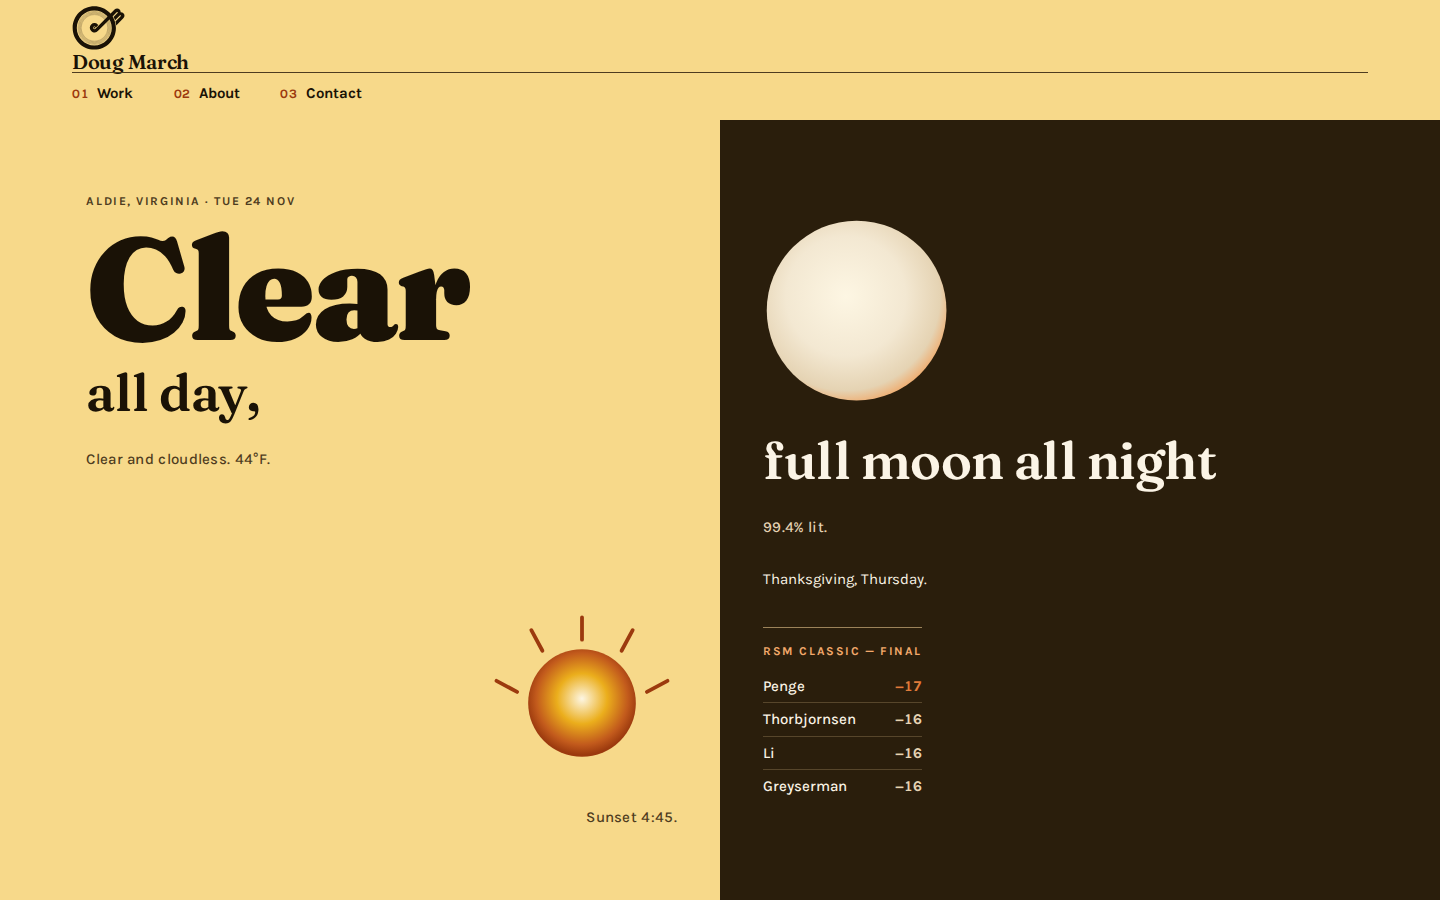 Doug March
01 Work 02 About 03 Contact
ALDIE, VIRGINIA · TUE 24 NOV
Clear
all day,
Clear and cloudless. 44°F.
Sunset 4:45.
full moon all night
99.4% lit.
Thanksgiving, Thursday.
RSM CLASSIC — FINAL
Penge −17
Thorbjornsen −16
Li −16
Greyserman −16